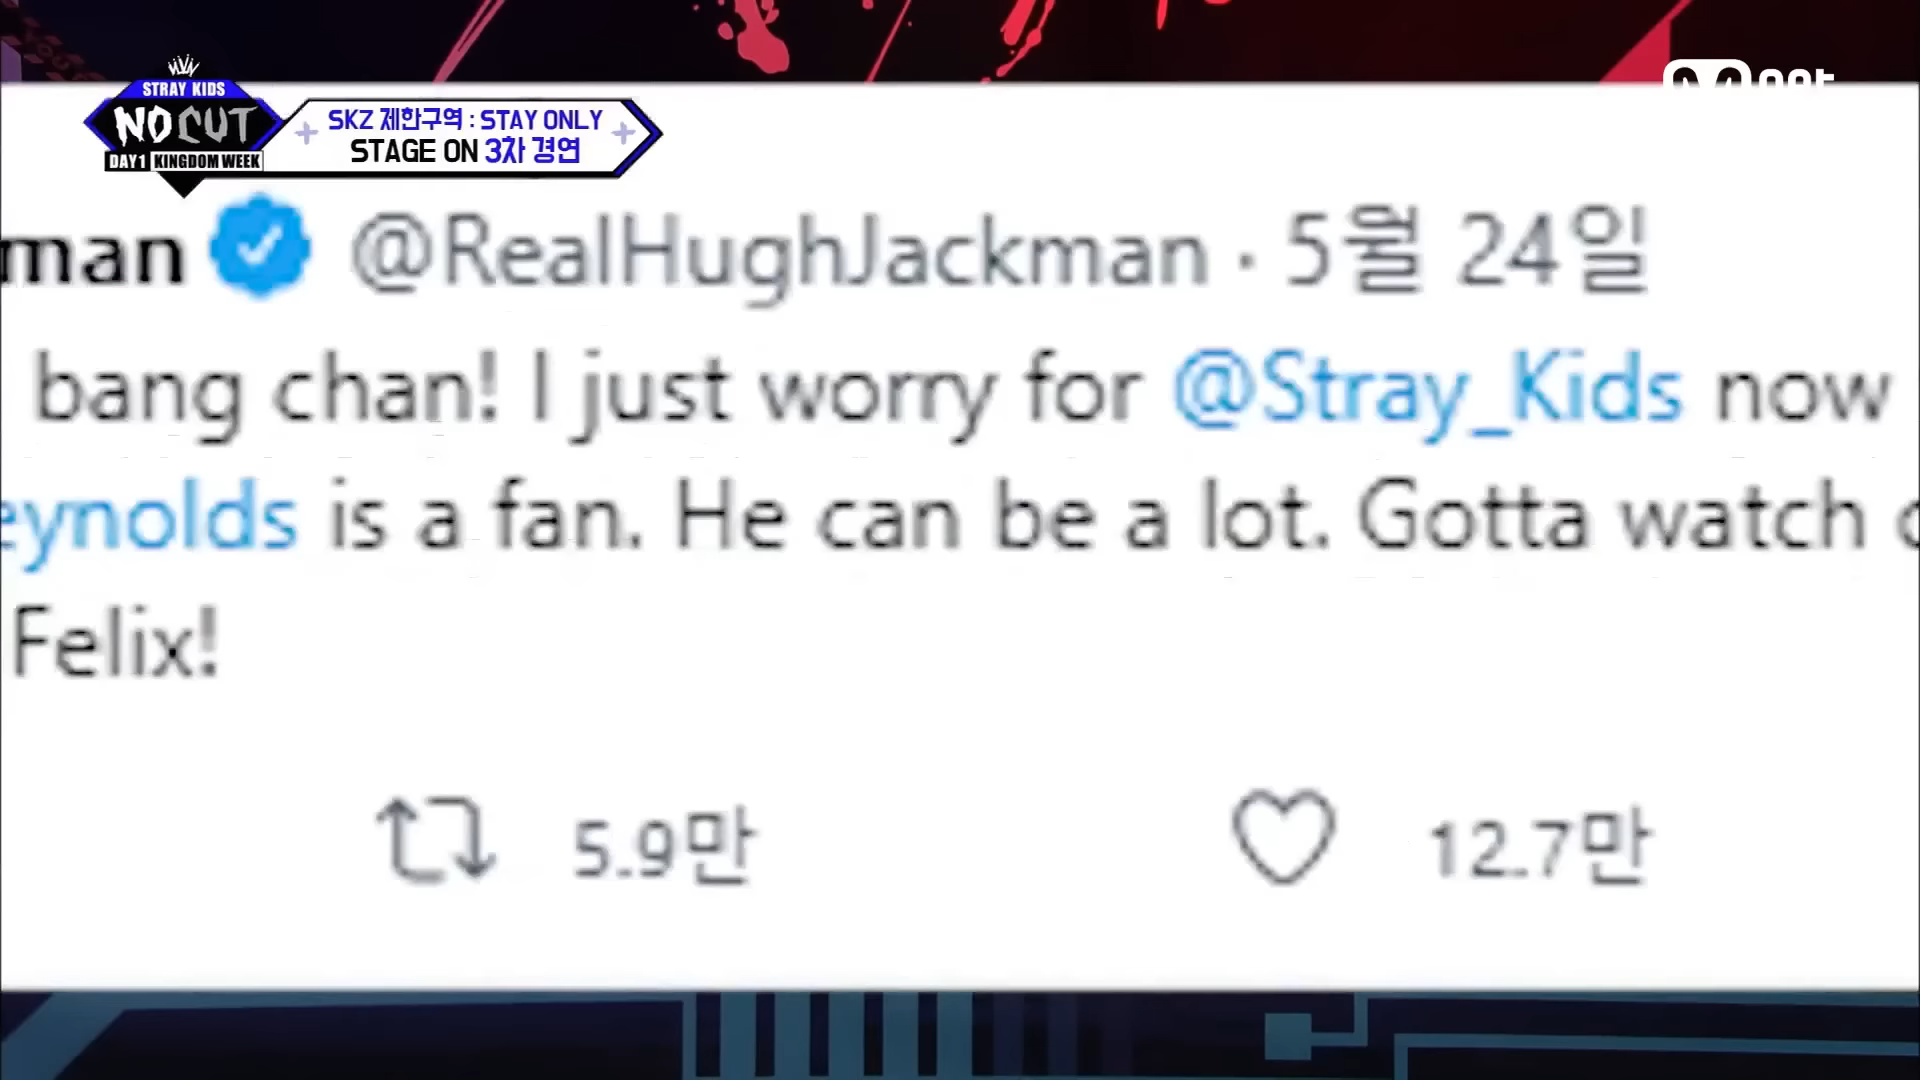 STRAY KIDS
NO CUT
DAY1 KINGDOM WEEK
SKZ 제한구역 : STAY ONLY
STAGE ON 3차 경연
man @RealHughJackman · 5월 24일
bang chan! I just worry for @Stray_Kids now
eynolds is a fan. He can be a lot. Gotta watch
Felix!
5.9만 12.7만